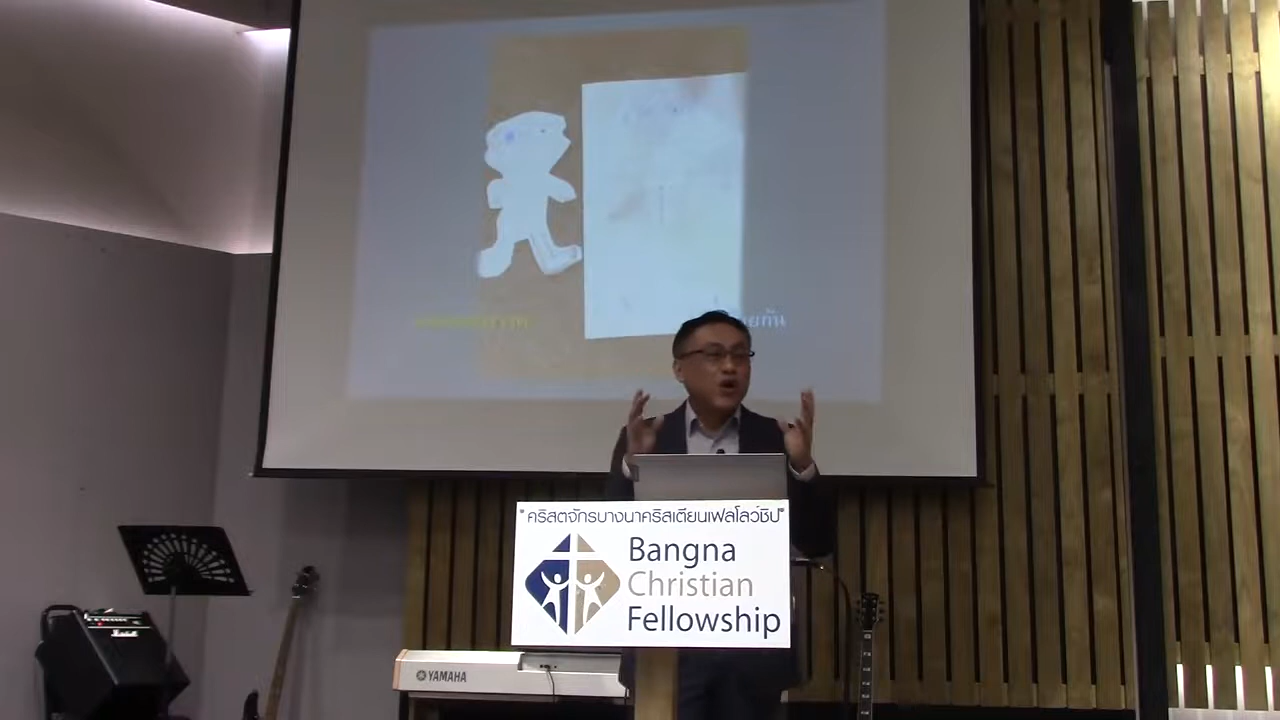 "คริสตจักรบางนาคริสเตียนเฟลโลว์ชิป"
Bangna
Christian
Fellowship
YAMAHA
Marshall